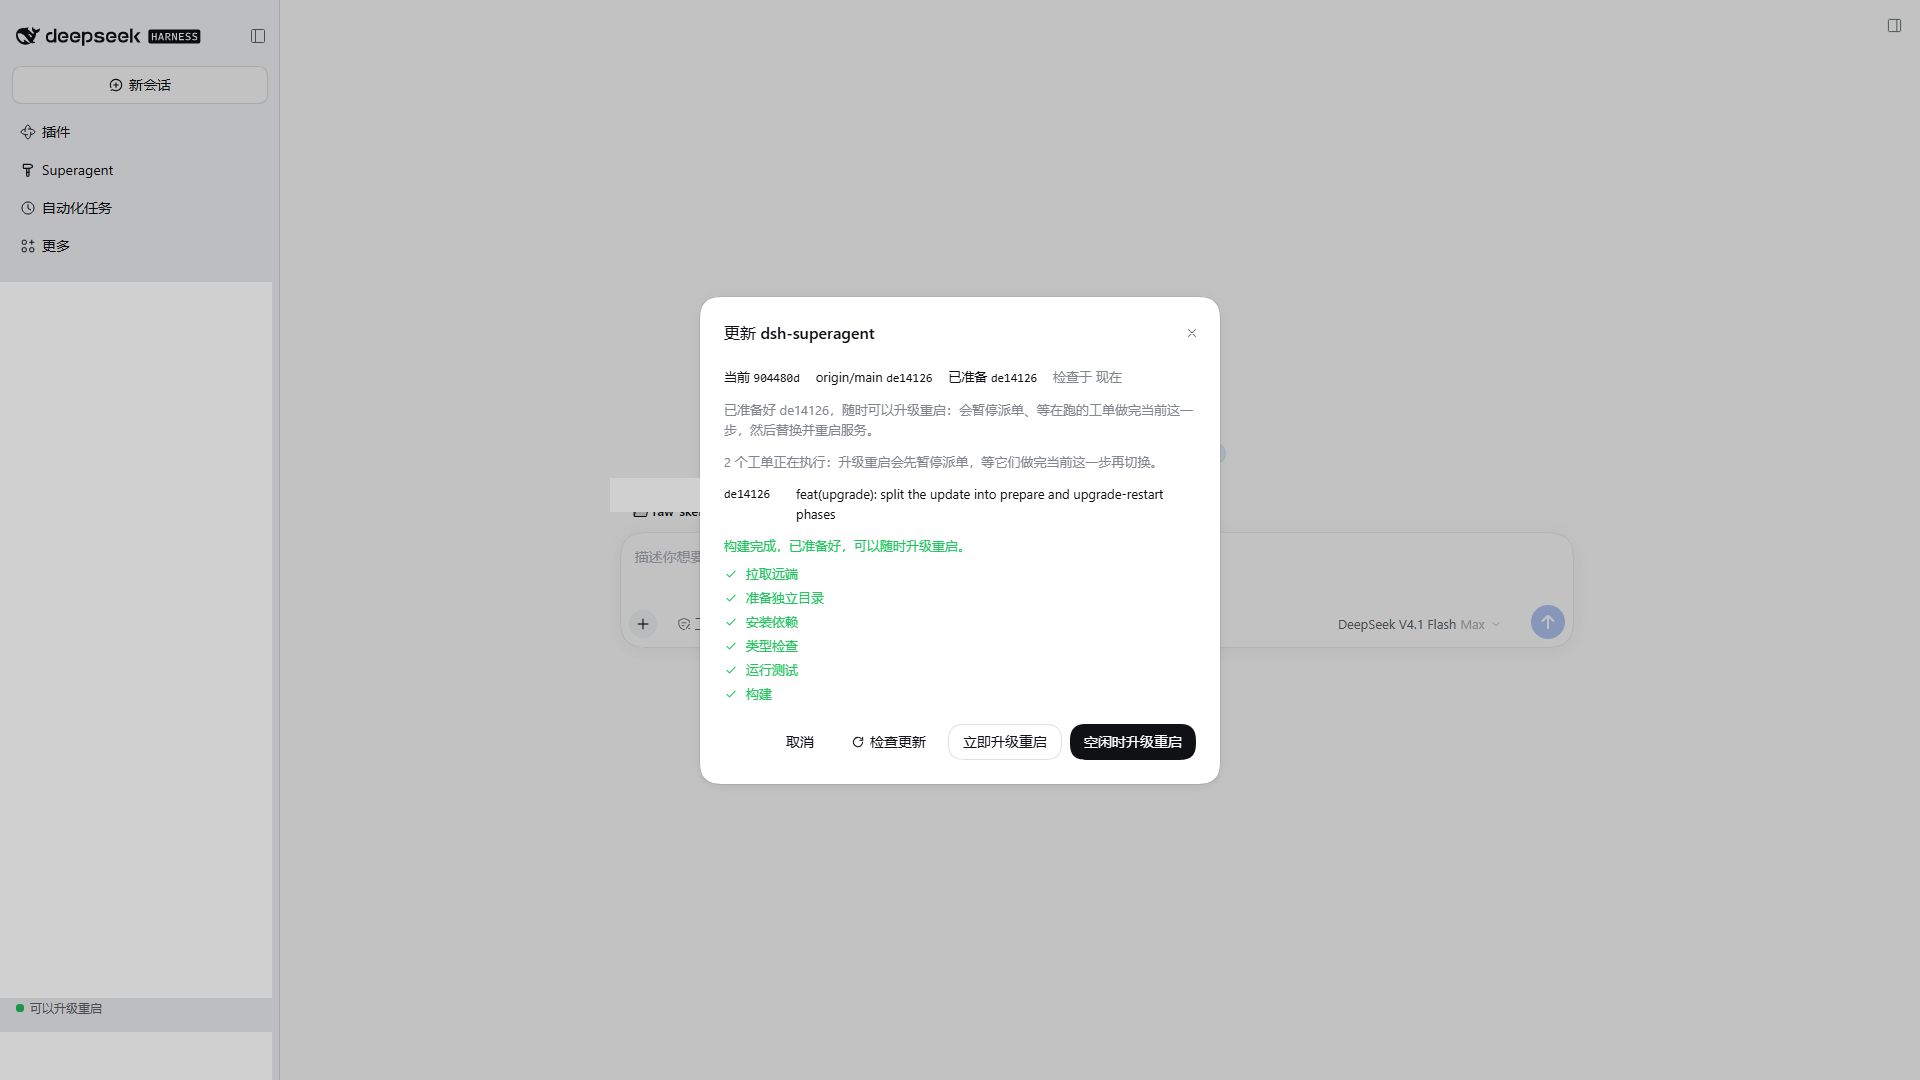 deepseek HARNESS
新会话
插件
Superagent
自动化任务
更多
更新 dsh-superagent
当前 904480d origin/main de14126 已准备 de14126 检查于 现在
已准备好 de14126，随时可以升级重启：会暂停派单、等在跑的工单做完当前这一
步，然后替换并重启服务。
2 个工单正在执行：升级重启会先暂停派单，等它们做完当前这一步再切换。
de14126 feat(upgrade): split the update into prepare and upgrade-restart
phases
构建完成，已准备好，可以随时升级重启。
拉取远端
准备独立目录
安装依赖
类型检查
运行测试
构建
取消 检查更新 立即升级重启 空闲时升级重启
描述你想要
DeepSeek V4.1 Flash Max
可以升级重启